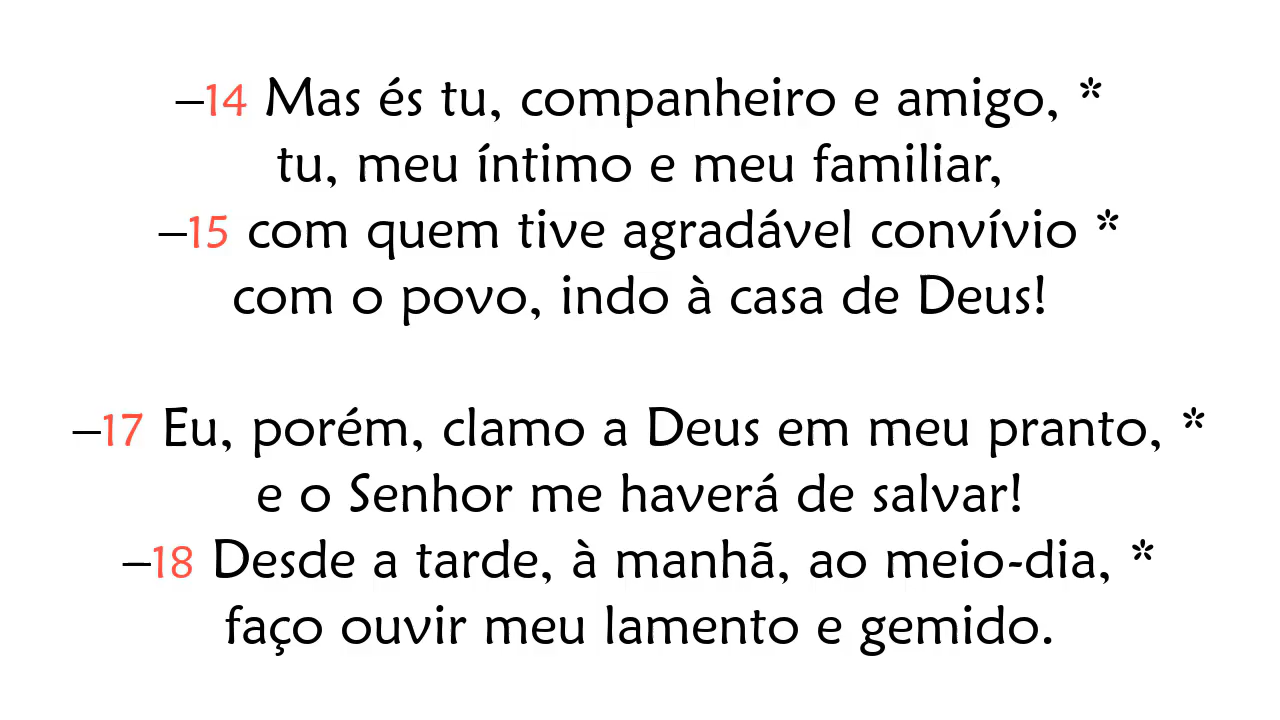 –14 Mas és tu, companheiro e amigo, *
tu, meu íntimo e meu familiar,
–15 com quem tive agradável convívio *
com o povo, indo à casa de Deus!
–17 Eu, porém, clamo a Deus em meu pranto, *
e o Senhor me haverá de salvar!
–18 Desde a tarde, à manhã, ao meio-dia, *
faço ouvir meu lamento e gemido.